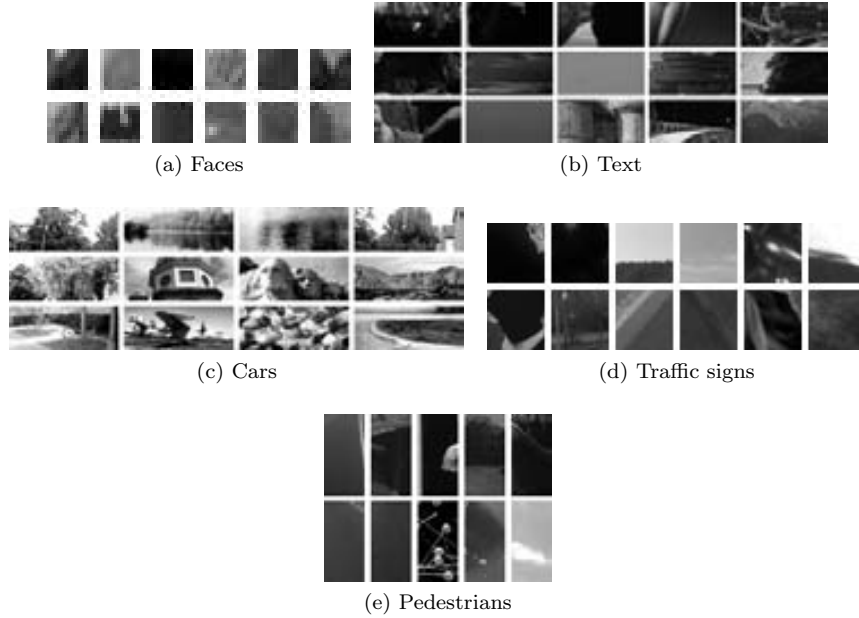 (a) Faces
(b) Text
(c) Cars
(d) Traffic signs
(e) Pedestrians